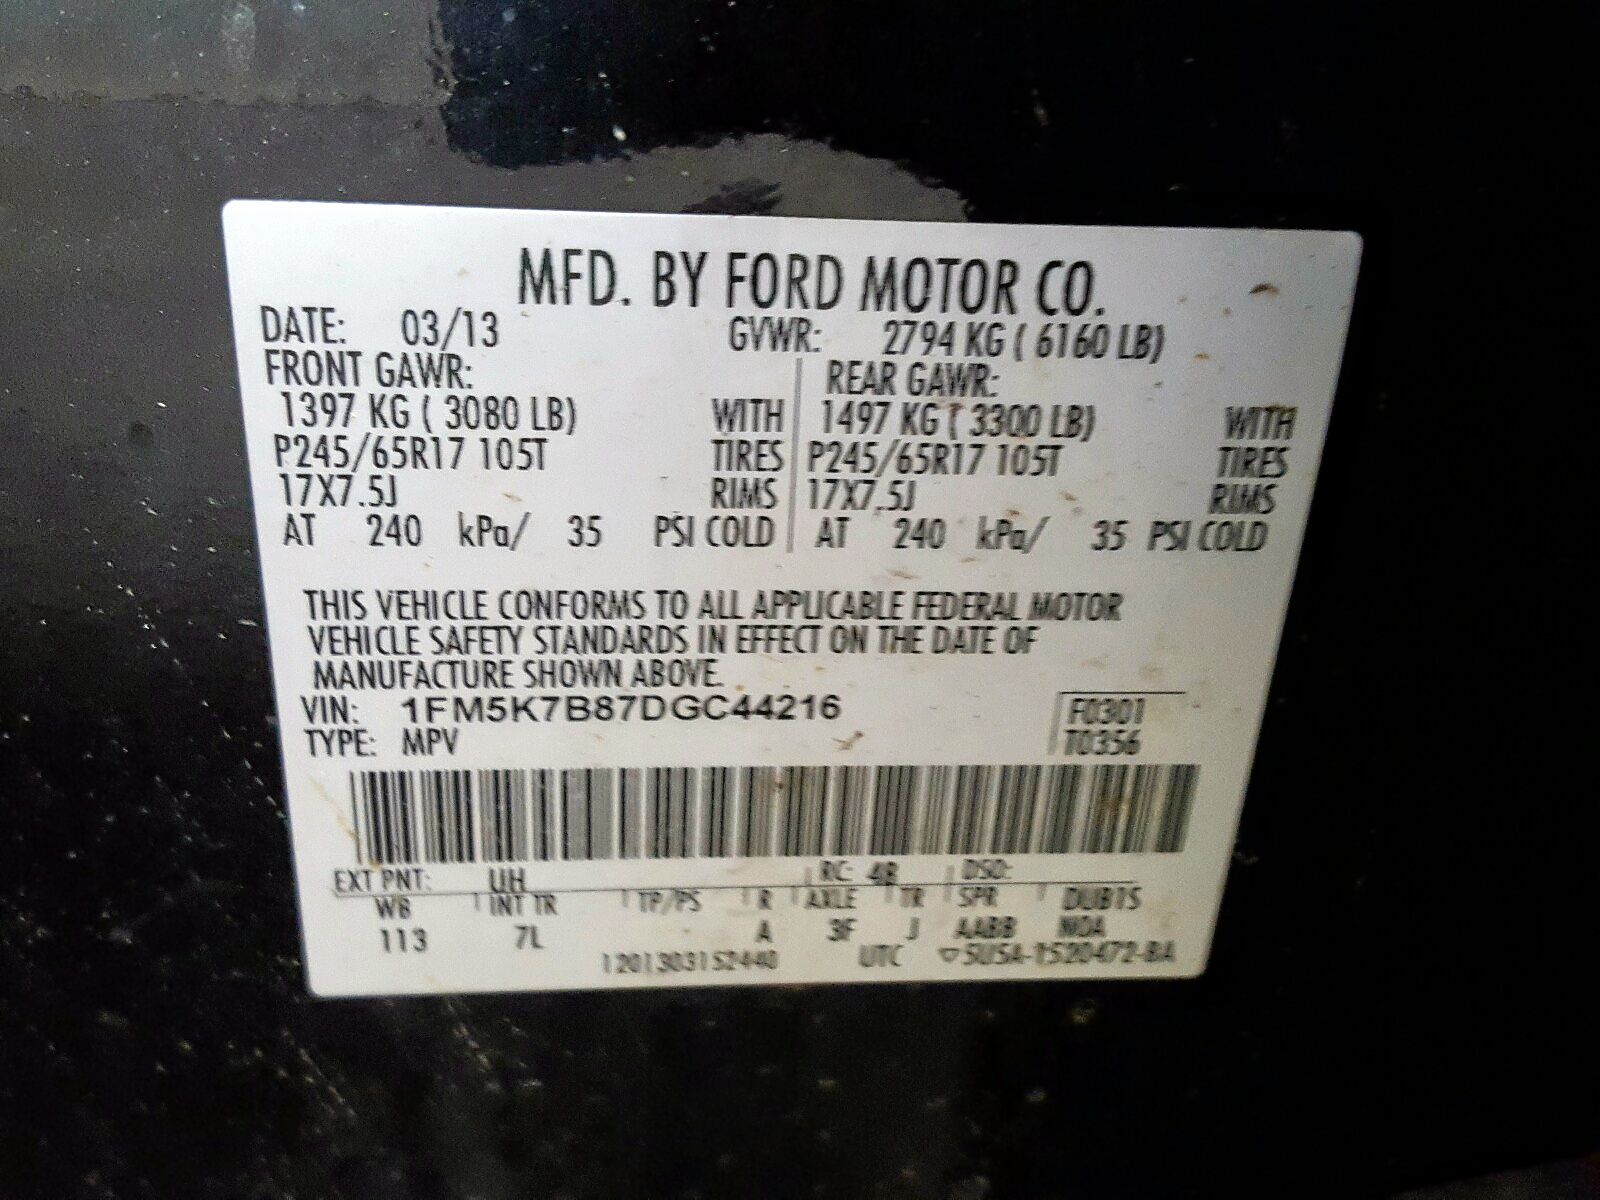 MFD. BY FORD MOTOR CO.
DATE: 03/13 GVWR: 2794 KG ( 6160 LB)
FRONT GAWR: REAR GAWR:
1397 KG ( 3080 LB) WITH 1497 KG ( 3300 LB) WITH
P245/65R17 105T TIRES P245/65R17 105T TIRES
17X7.5J RIMS 17X7.5J RIMS
AT 240 kPa/ 35 PSI COLD AT 240 kPa/ 35 PSI COLD
THIS VEHICLE CONFORMS TO ALL APPLICABLE FEDERAL MOTOR
VEHICLE SAFETY STANDARDS IN EFFECT ON THE DATE OF
MANUFACTURE SHOWN ABOVE.
VIN: 1FM5K7B87DGC44216 F0301
TYPE: MPV T0356
EXT PNT: UH RC: 48 DSO:
WB INT TR TP/PS R AXLE TR SPR
113 7L A 3F J AABB
1201303152440 UTC ▽5U5A-1520472-BA